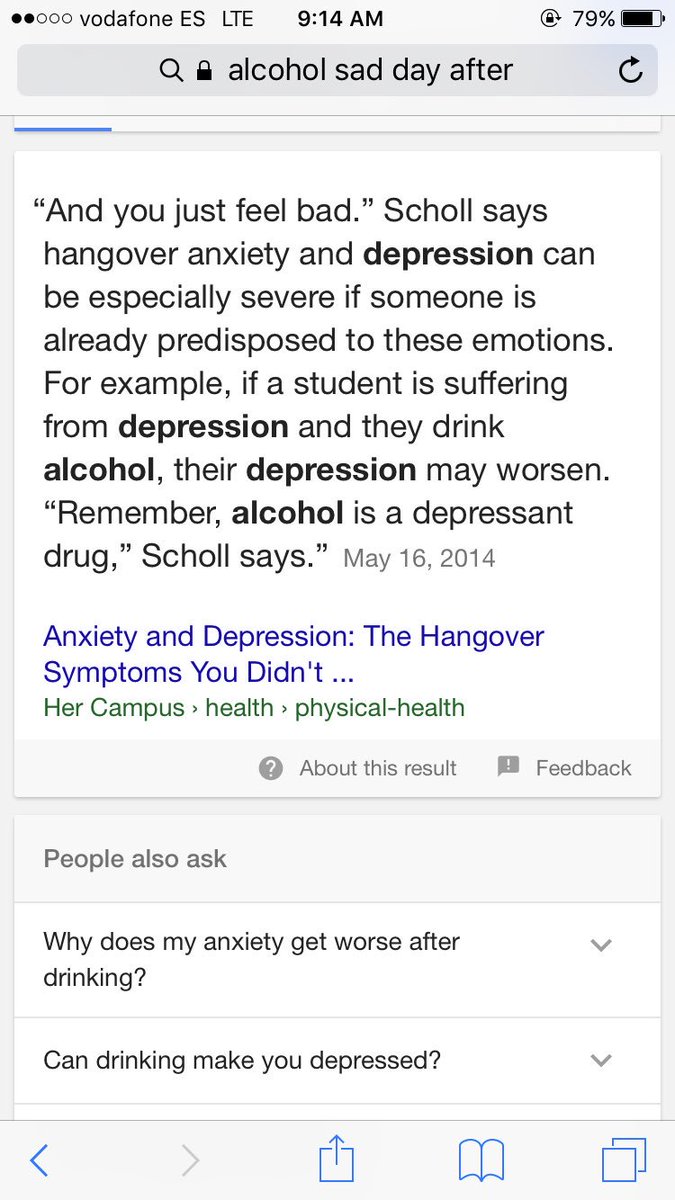 vodafone ES LTE 9:14 AM 79%
alcohol sad day after
“And you just feel bad.” Scholl says
hangover anxiety and depression can
be especially severe if someone is
already predisposed to these emotions.
For example, if a student is suffering
from depression and they drink
alcohol, their depression may worsen.
“Remember, alcohol is a depressant
drug,” Scholl says.” May 16, 2014
Anxiety and Depression: The Hangover
Symptoms You Didn't ...
Her Campus › health › physical-health
About this result Feedback
People also ask
Why does my anxiety get worse after
drinking?
Can drinking make you depressed?